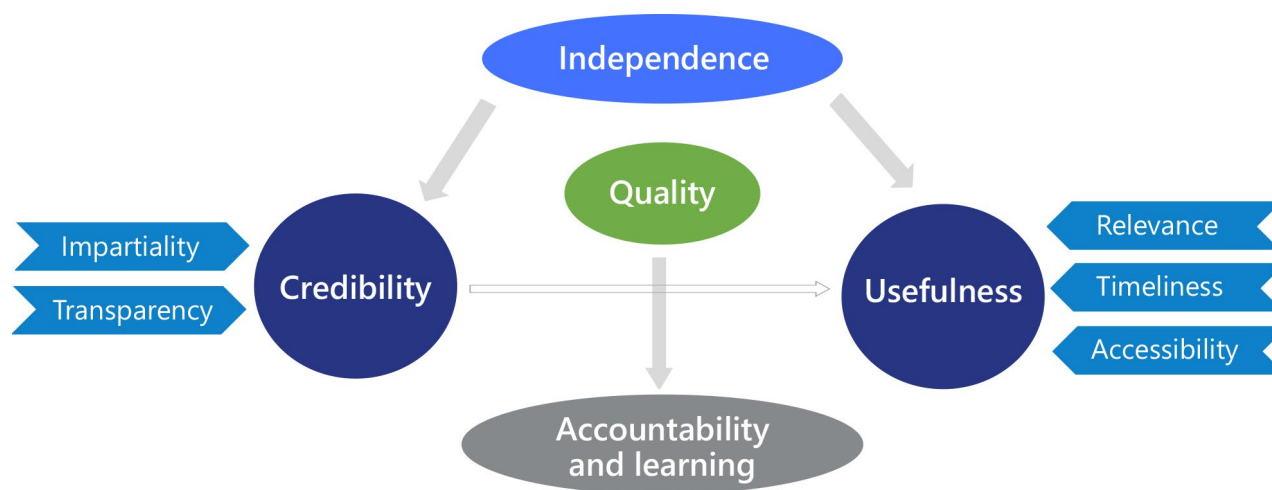 Independence
Quality
Impartiality
Transparency
Credibility
Usefulness
Relevance
Timeliness
Accessibility
Accountability
and learning